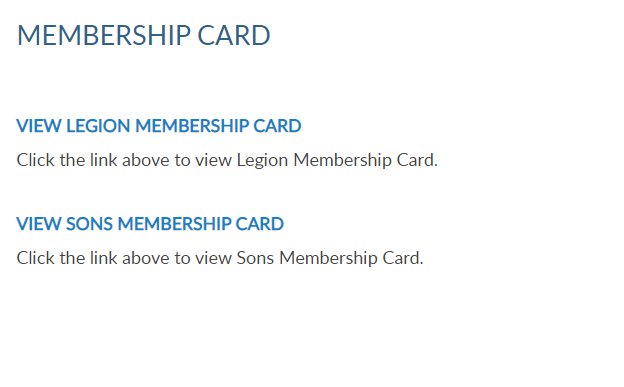 MEMBERSHIP CARD
VIEW LEGION MEMBERSHIP CARD
Click the link above to view Legion Membership Card.
VIEW SONS MEMBERSHIP CARD
Click the link above to view Sons Membership Card.